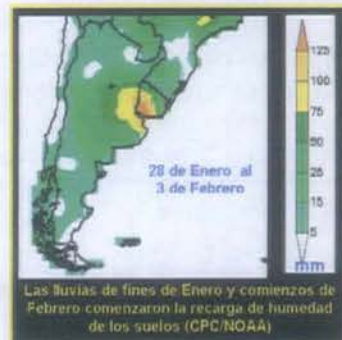 125
100
75
50
25
15
5
mm
28 de Enero al
3 de Febrero
Las lluvias de fines de Enero y comienzos de
Febrero comenzaron la recarga de humedad
de los suelos (CPC/NOAA)